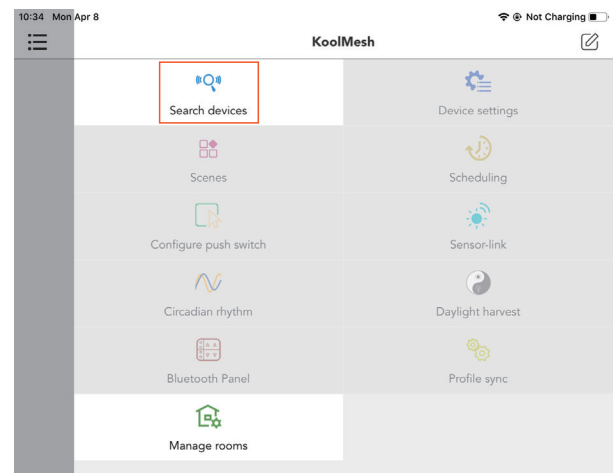 10:34 Mon Apr 8
Not Charging
KoolMesh
Search devices
Device settings
Scenes
Scheduling
Configure push switch
Sensor-link
Circadian rhythm
Daylight harvest
Bluetooth Panel
Profile sync
Manage rooms